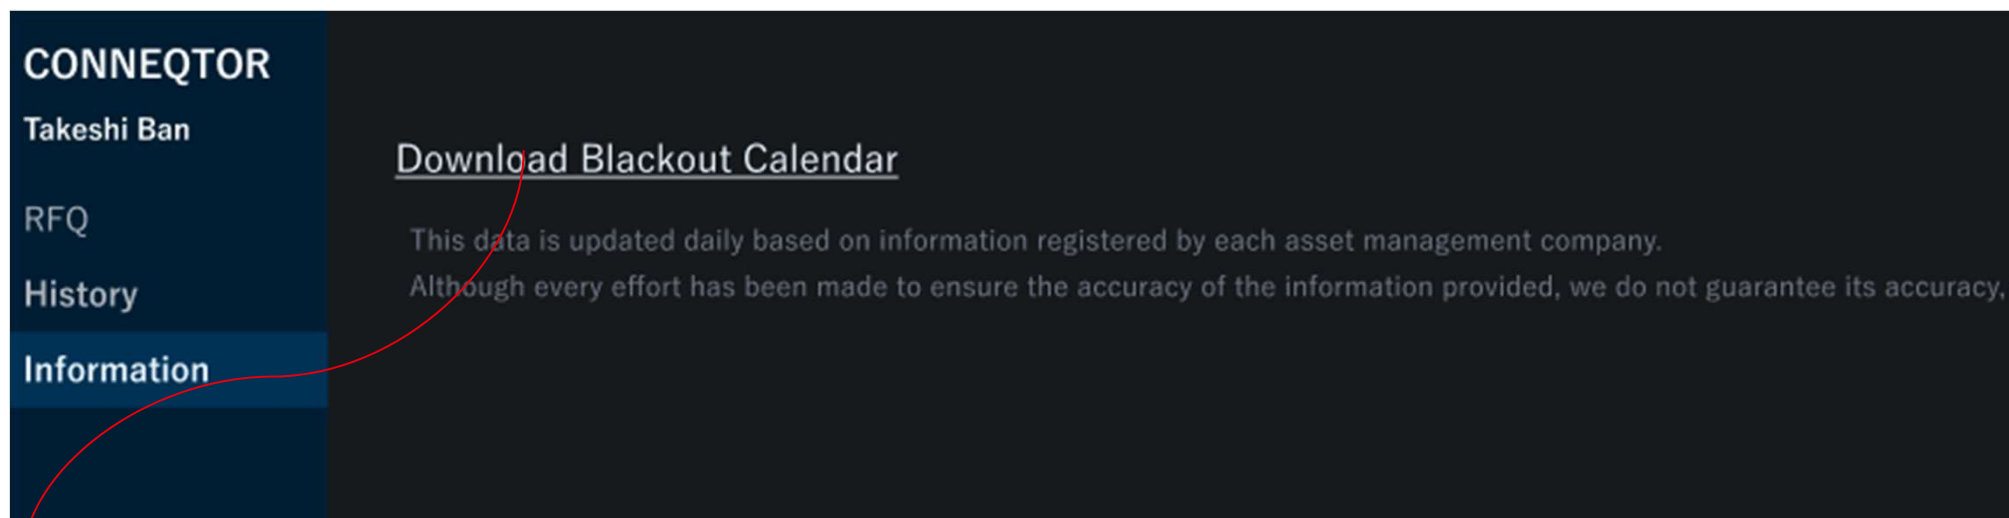 CONNEQTOR
Takeshi Ban
RFQ
History
Information
Download Blackout Calendar
This data is updated daily based on information registered by each asset management company.
Although every effort has been made to ensure the accuracy of the information provided, we do not guarantee its accuracy,